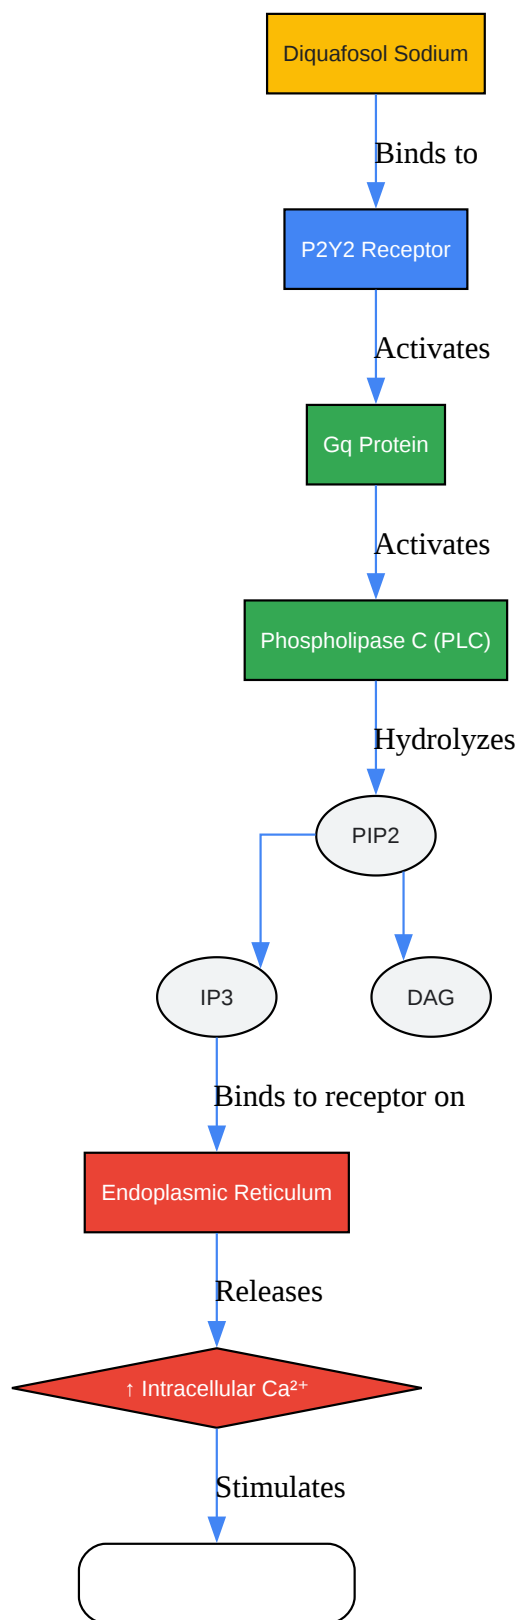 Diquafosol Sodium
Binds to
P2Y2 Receptor
Activates
Gq Protein
Activates
Phospholipase C (PLC)
Hydrolyzes
PIP2
IP3
DAG
Binds to receptor on
Endoplasmic Reticulum
Releases
↑ Intracellular Ca²⁺
Stimulates